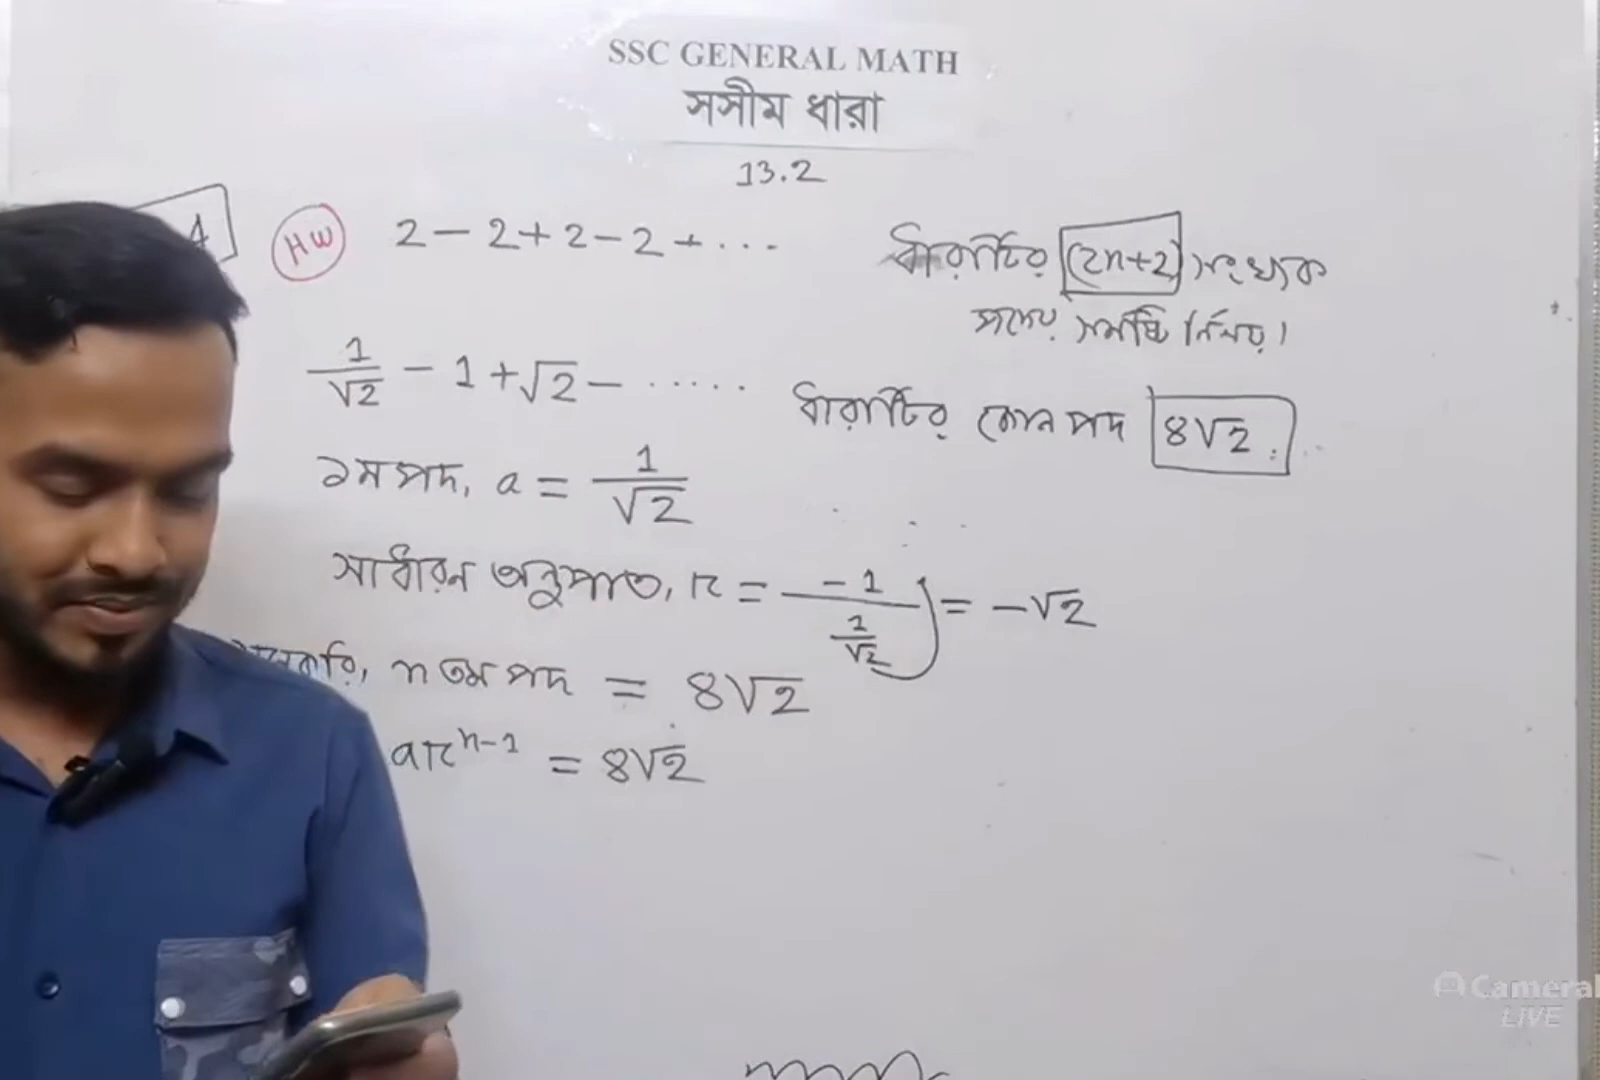 SSC GENERAL MATH
সসীম ধারা
13.2
4
HW 2 - 2 + 2 - 2 + ...
ধারাটির (2n+2) সংখ্যক
পদের সমষ্টি নির্ণয়।
1/√2 - 1 + √2 - .....
ধারাটির কোন পদ 8√2
১ম পদ, a = 1/√2
সাধারন অনুপাত, r = -1/(1/√2) = -√2
n তম পদ = 8√2
ar^(n-1) = 8√2
Camera
LIVE